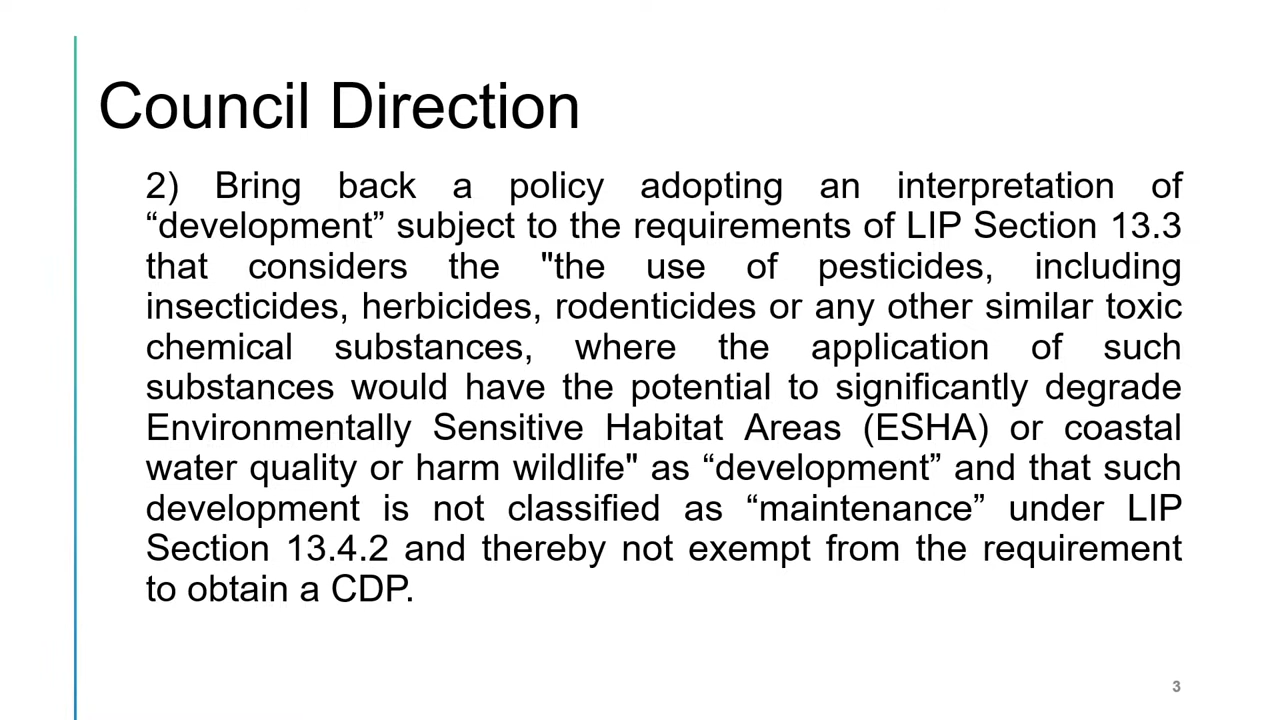 Council Direction
2) Bring back a policy adopting an interpretation of
“development” subject to the requirements of LIP Section 13.3
that considers the "the use of pesticides, including
insecticides, herbicides, rodenticides or any other similar toxic
chemical substances, where the application of such
substances would have the potential to significantly degrade
Environmentally Sensitive Habitat Areas (ESHA) or coastal
water quality or harm wildlife" as “development” and that such
development is not classified as “maintenance” under LIP
Section 13.4.2 and thereby not exempt from the requirement
to obtain a CDP.
3